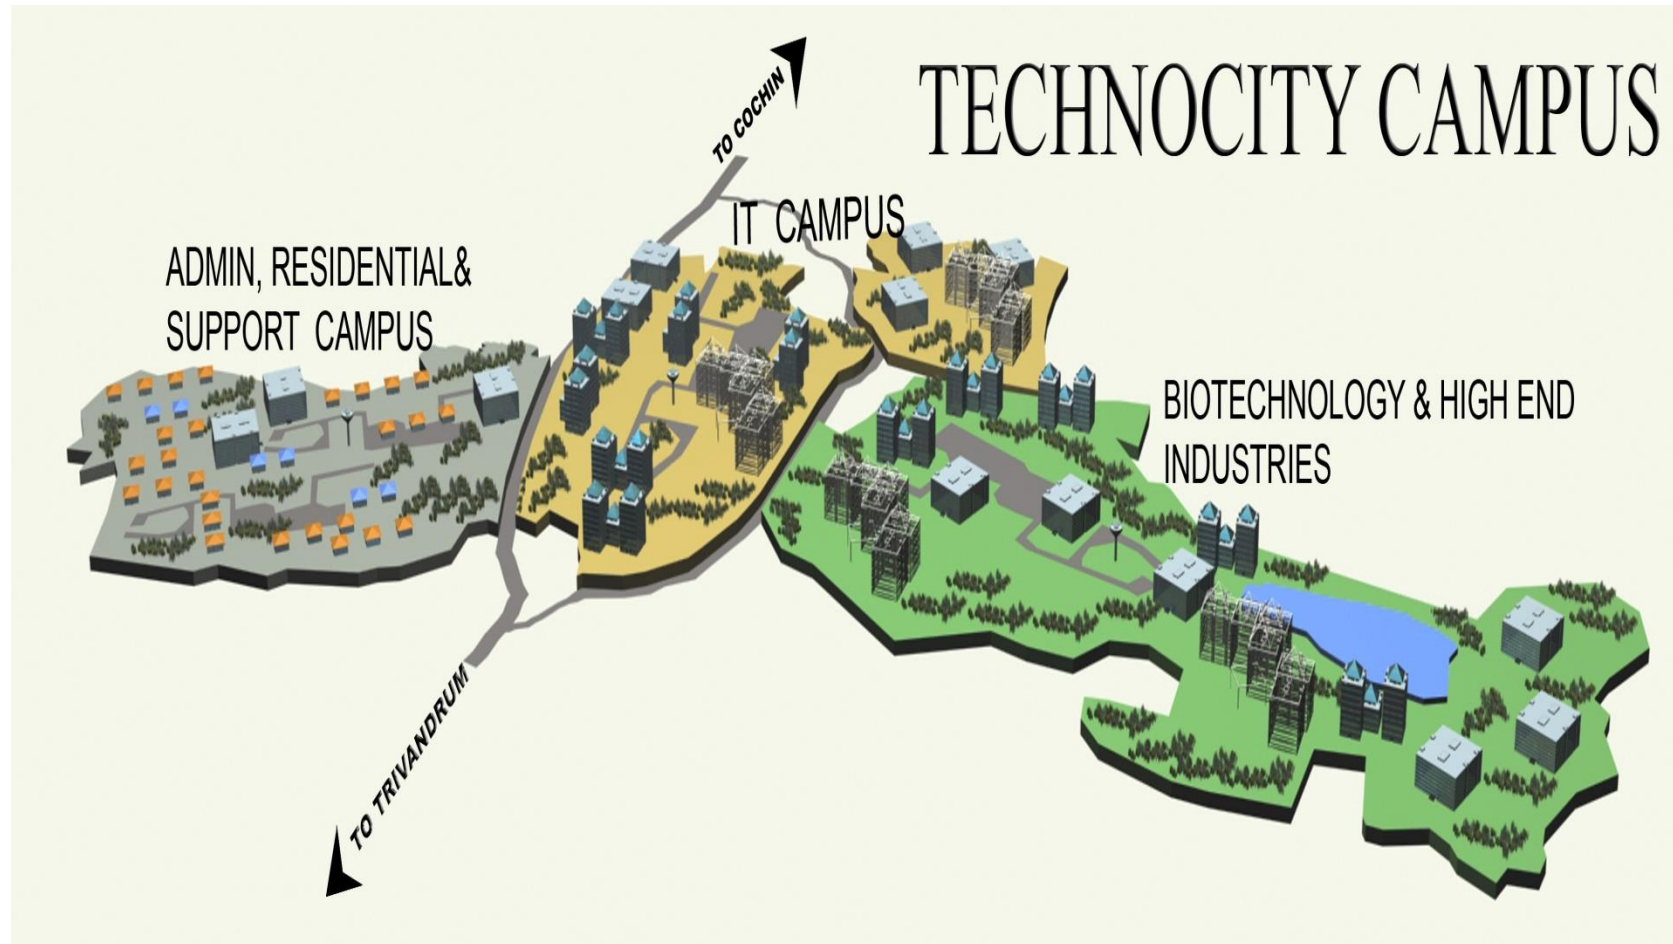 TECHNOCITY CAMPUS
TO COCHIN
IT CAMPUS
ADMIN, RESIDENTIAL&
SUPPORT CAMPUS
BIOTECHNOLOGY & HIGH END
INDUSTRIES
TO TRIVANDRUM